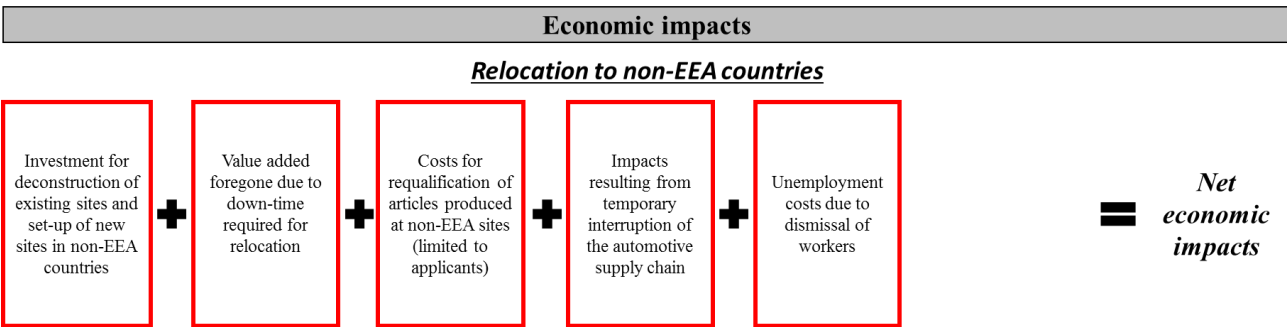 Economic impacts
Relocation to non-EEA countries
Investment for
deconstruction of
existing sites and
set-up of new
sites in non-EEA
countries
Value added
foregone due to
down-time
required for
relocation
Costs for
requalification of
articles produced
at non-EEA sites
(limited to
applicants)
Impacts
resulting from
temporary
interruption of
the automotive
supply chain
Unemployment
costs due to
dismissal of
workers
Net
economic
impacts